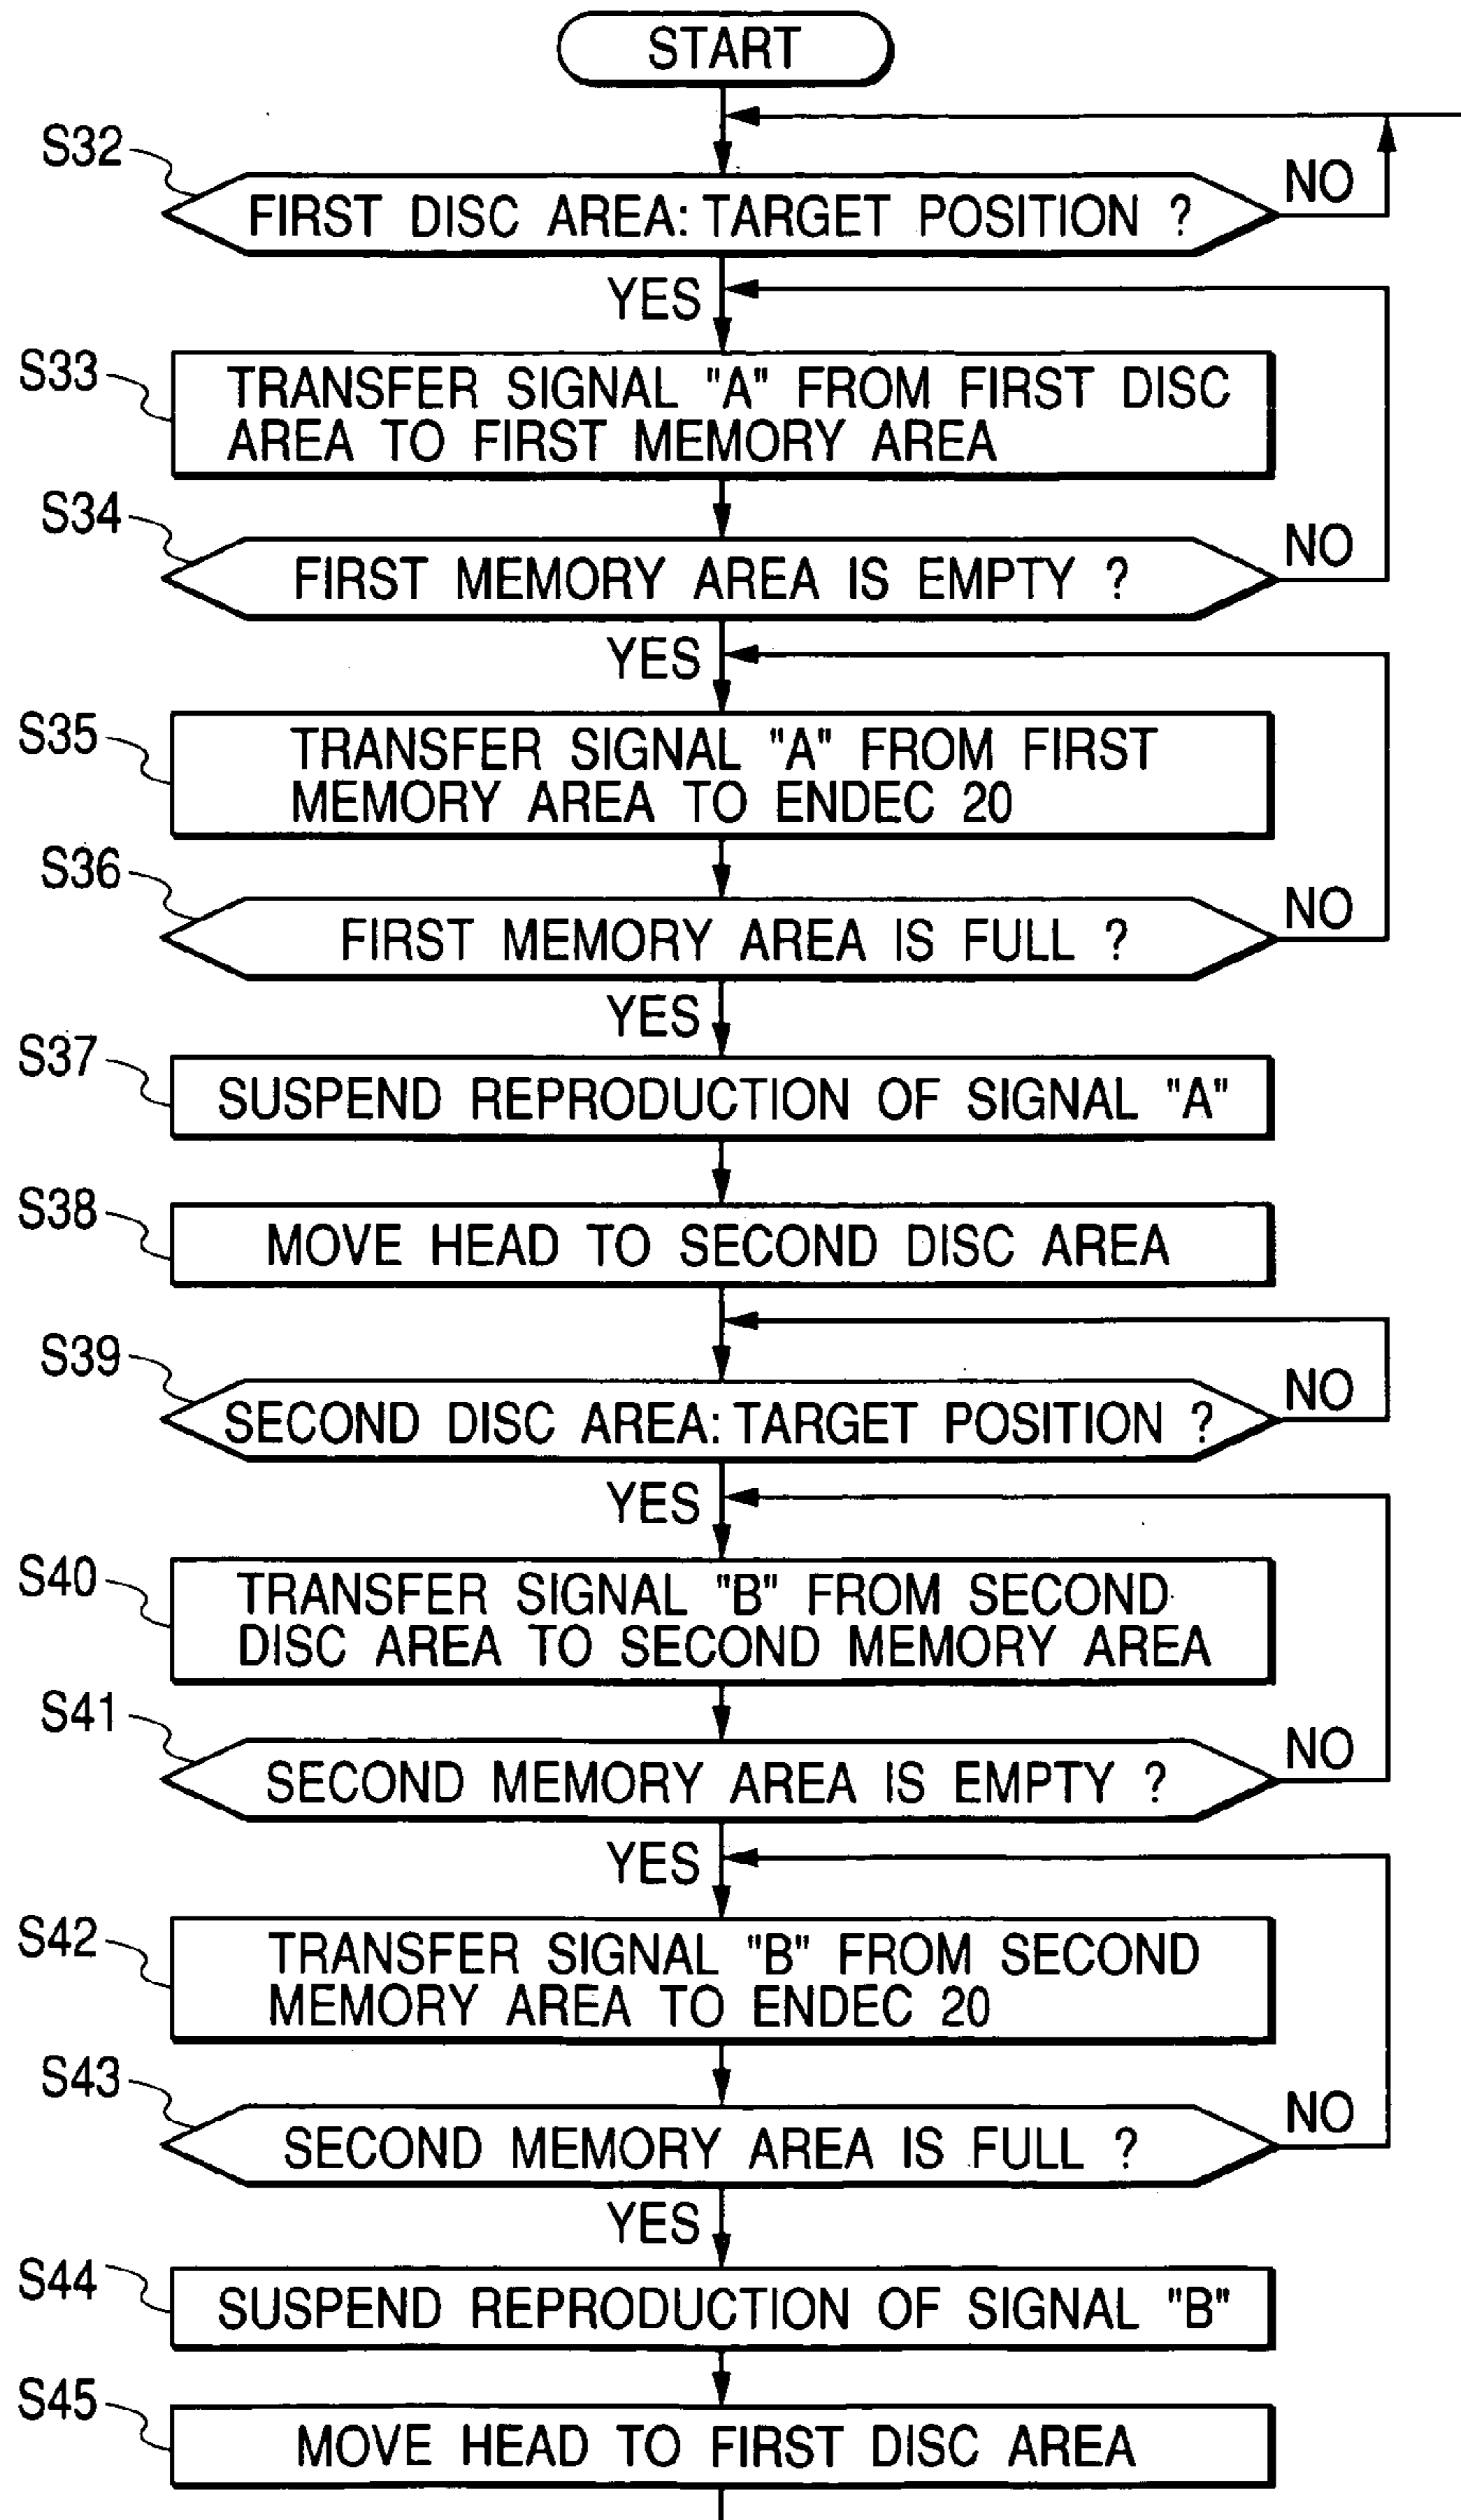 START
S32
FIRST DISC AREA: TARGET POSITION ?
NO
YES
S33
TRANSFER SIGNAL "A" FROM FIRST DISC
AREA TO FIRST MEMORY AREA
S34
FIRST MEMORY AREA IS EMPTY ?
NO
YES
S35
TRANSFER SIGNAL "A" FROM FIRST
MEMORY AREA TO ENDEC 20
S36
FIRST MEMORY AREA IS FULL ?
NO
YES
S37
SUSPEND REPRODUCTION OF SIGNAL "A"
S38
MOVE HEAD TO SECOND DISC AREA
S39
SECOND DISC AREA: TARGET POSITION ?
NO
YES
S40
TRANSFER SIGNAL "B" FROM SECOND
DISC AREA TO SECOND MEMORY AREA
S41
SECOND MEMORY AREA IS EMPTY ?
NO
YES
S42
TRANSFER SIGNAL "B" FROM SECOND
MEMORY AREA TO ENDEC 20
S43
SECOND MEMORY AREA IS FULL ?
NO
YES
S44
SUSPEND REPRODUCTION OF SIGNAL "B"
S45
MOVE HEAD TO FIRST DISC AREA